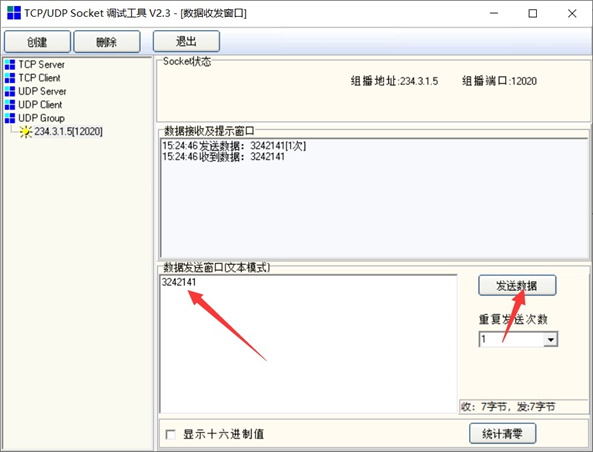 TCP/UDP Socket 调试工具 V2.3 - [数据收发窗口]
创建 删除 退出
TCP Server
TCP Client
UDP Server
UDP Client
UDP Group
234.3.1.5[12020]
Socket状态
组播地址:234.3.1.5 组播端口:12020
数据接收及提示窗口
15:24:46 发送数据：3242141[1次]
15:24:46 收到数据：3242141
数据发送窗口(文本模式)
3242141
发送数据
重复发送次数
1
收：7字节，发:7字节
显示十六进制值
统计清零